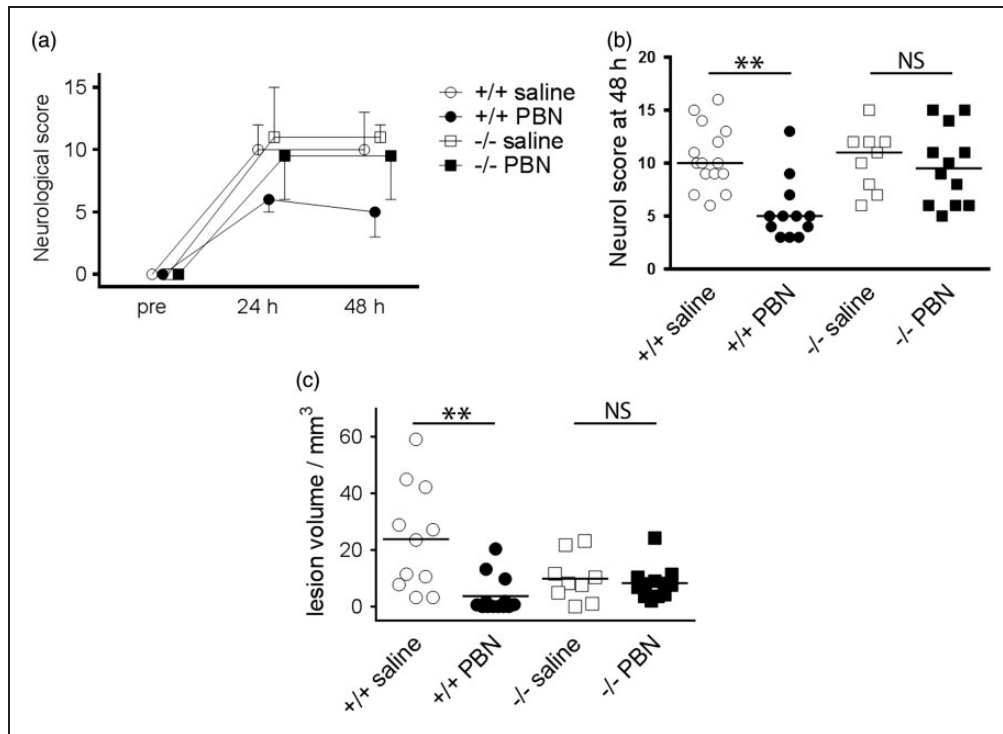 (a)
Neurological score
15
10
5
0
pre
24 h
48 h
+/+ saline
+/+ PBN
-/- saline
-/- PBN
(b)
Neurol score at 48 h
20
15
10
5
0
**
NS
+/+ saline
+/+ PBN
-/- saline
-/- PBN
(c)
lesion volume / mm³
60
40
20
0
**
NS
+/+ saline
+/+ PBN
-/- saline
-/- PBN